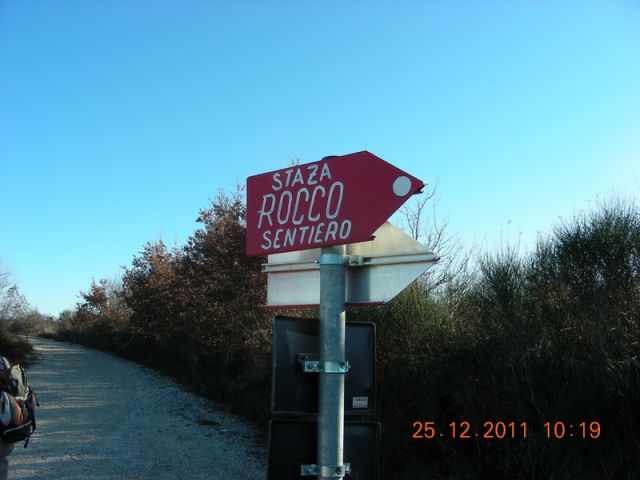 STAZA
ROCCO
SENTIERO
25.12.2011 10:19